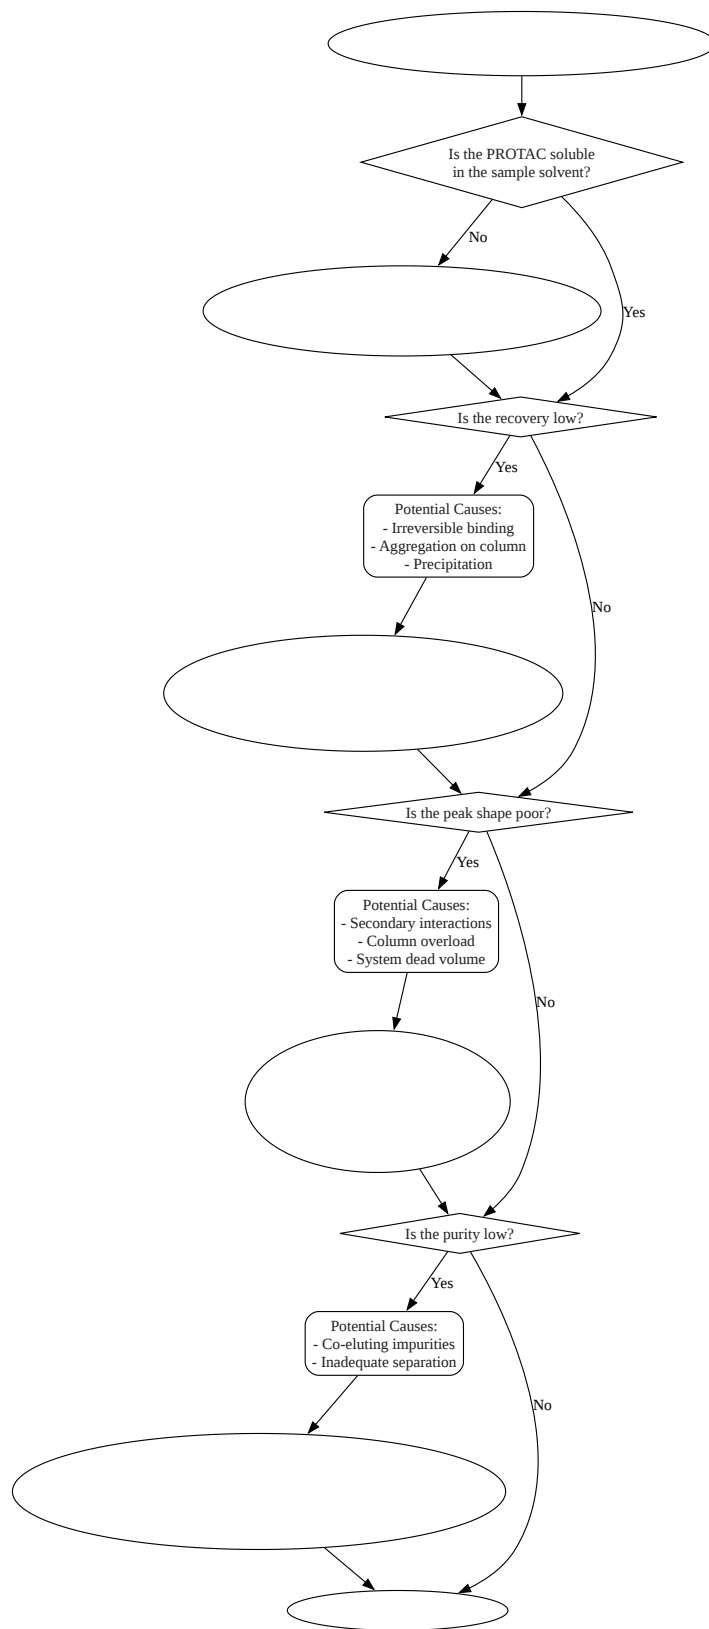 Is the PROTAC soluble
in the sample solvent?
No
Yes
Is the recovery low?
Yes
Potential Causes:
- Irreversible binding
- Aggregation on column
- Precipitation
No
Is the peak shape poor?
Yes
Potential Causes:
- Secondary interactions
- Column overload
- System dead volume
No
Is the purity low?
Yes
Potential Causes:
- Co-eluting impurities
- Inadequate separation
No